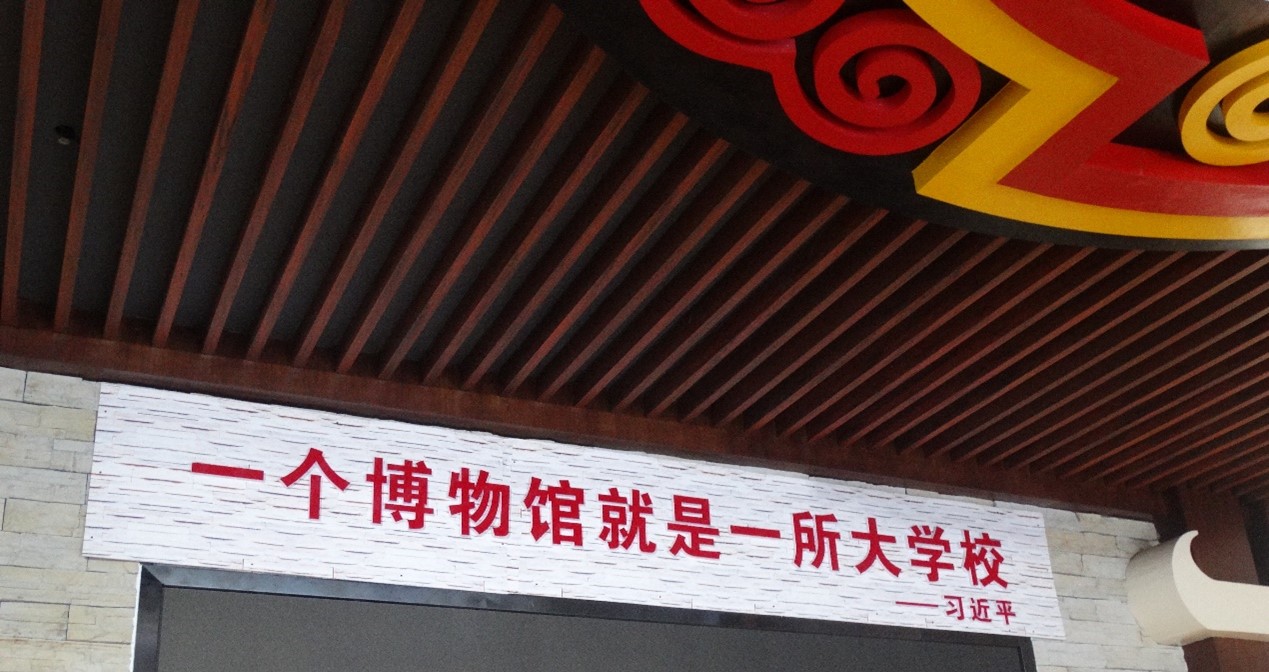 一个博物馆就是一所大学校
——习近平